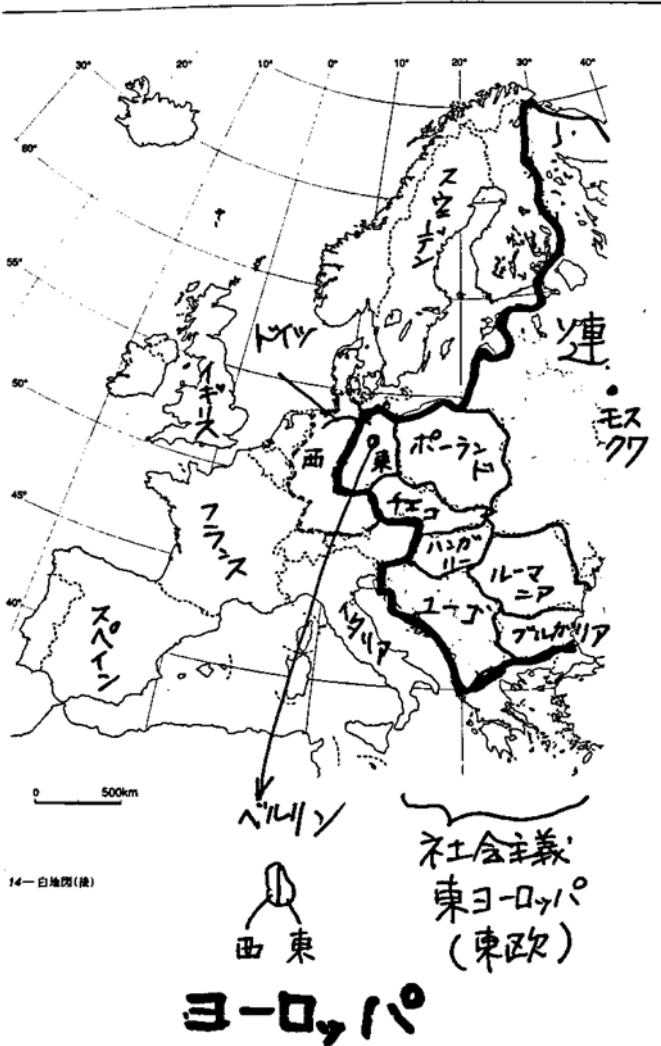 30°
20°
10°
0°
10°
20°
30°
40°
60°
55°
50°
45°
40°
スウェーデン
ソ連
モス
クワ
ドイツ
イギリス
西
東
ポーランド
チェコ
フランス
ハンガ
リー
ルーマ
ニア
ユーゴ
ブルガリア
イタリア
スペイン
0 500km
ベルリン
西 東
社会主義
東ヨーロッパ
(東欧)
14—白地図(後)
ヨーロッパ